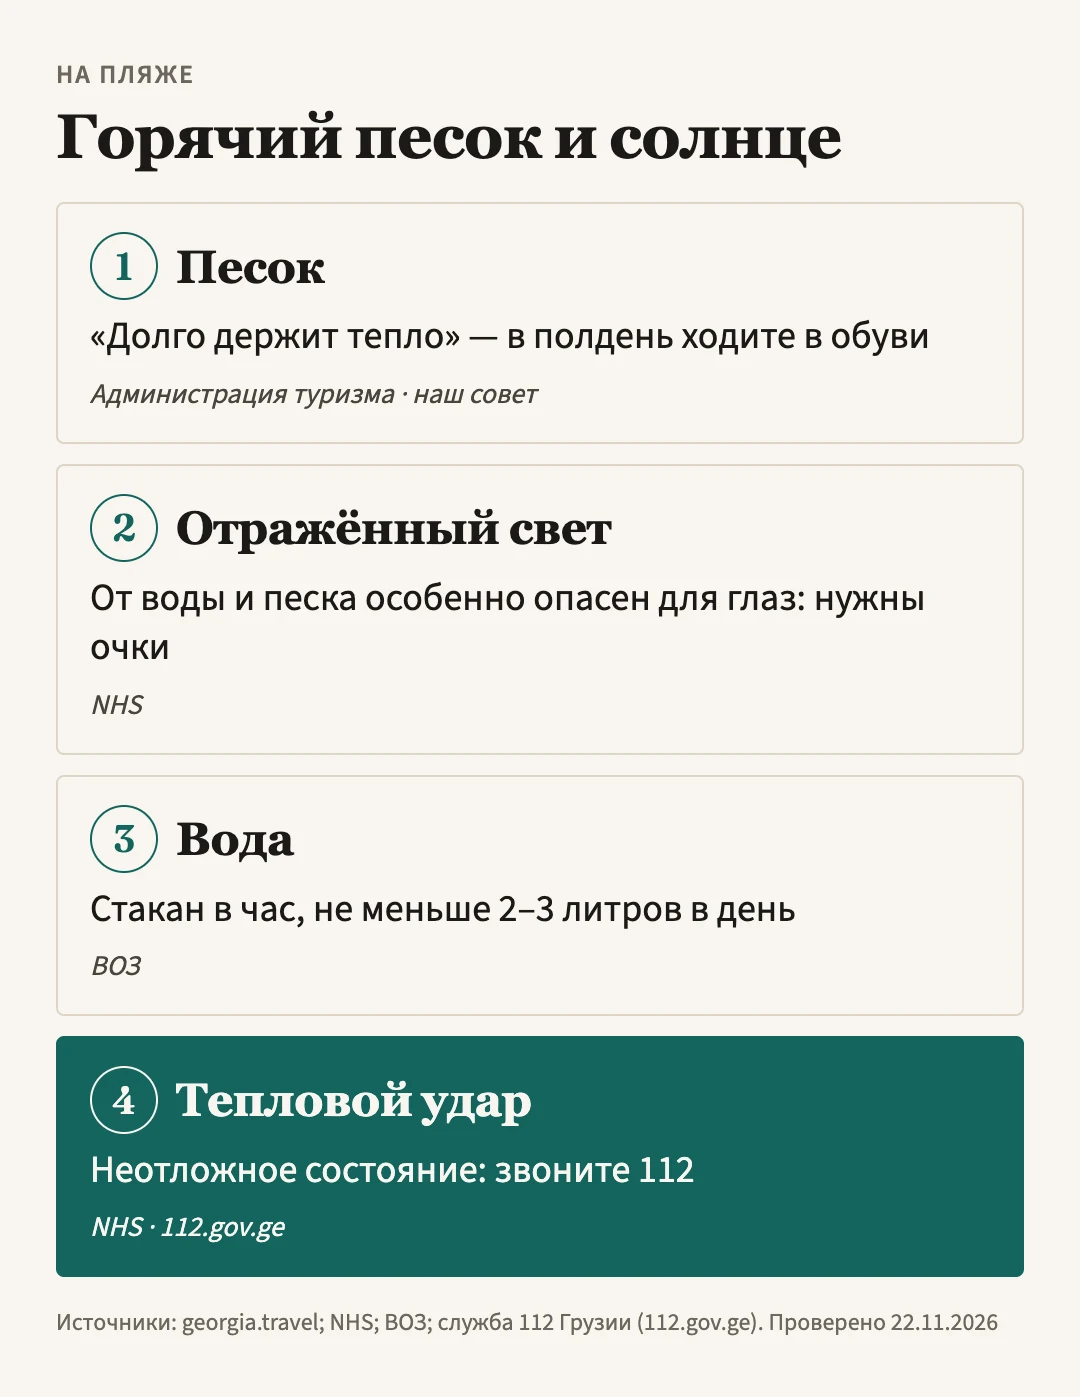 НА ПЛЯЖЕ
Горячий песок и солнце
1 Песок
«Долго держит тепло» — в полдень ходите в обуви
Администрация туризма · наш совет
2 Отражённый свет
От воды и песка особенно опасен для глаз: нужны
очки
NHS
3 Вода
Стакан в час, не меньше 2–3 литров в день
ВОЗ
4 Тепловой удар
Неотложное состояние: звоните 112
NHS · 112.gov.ge
Источники: georgia.travel; NHS; ВОЗ; служба 112 Грузии (112.gov.ge). Проверено 22.11.2026